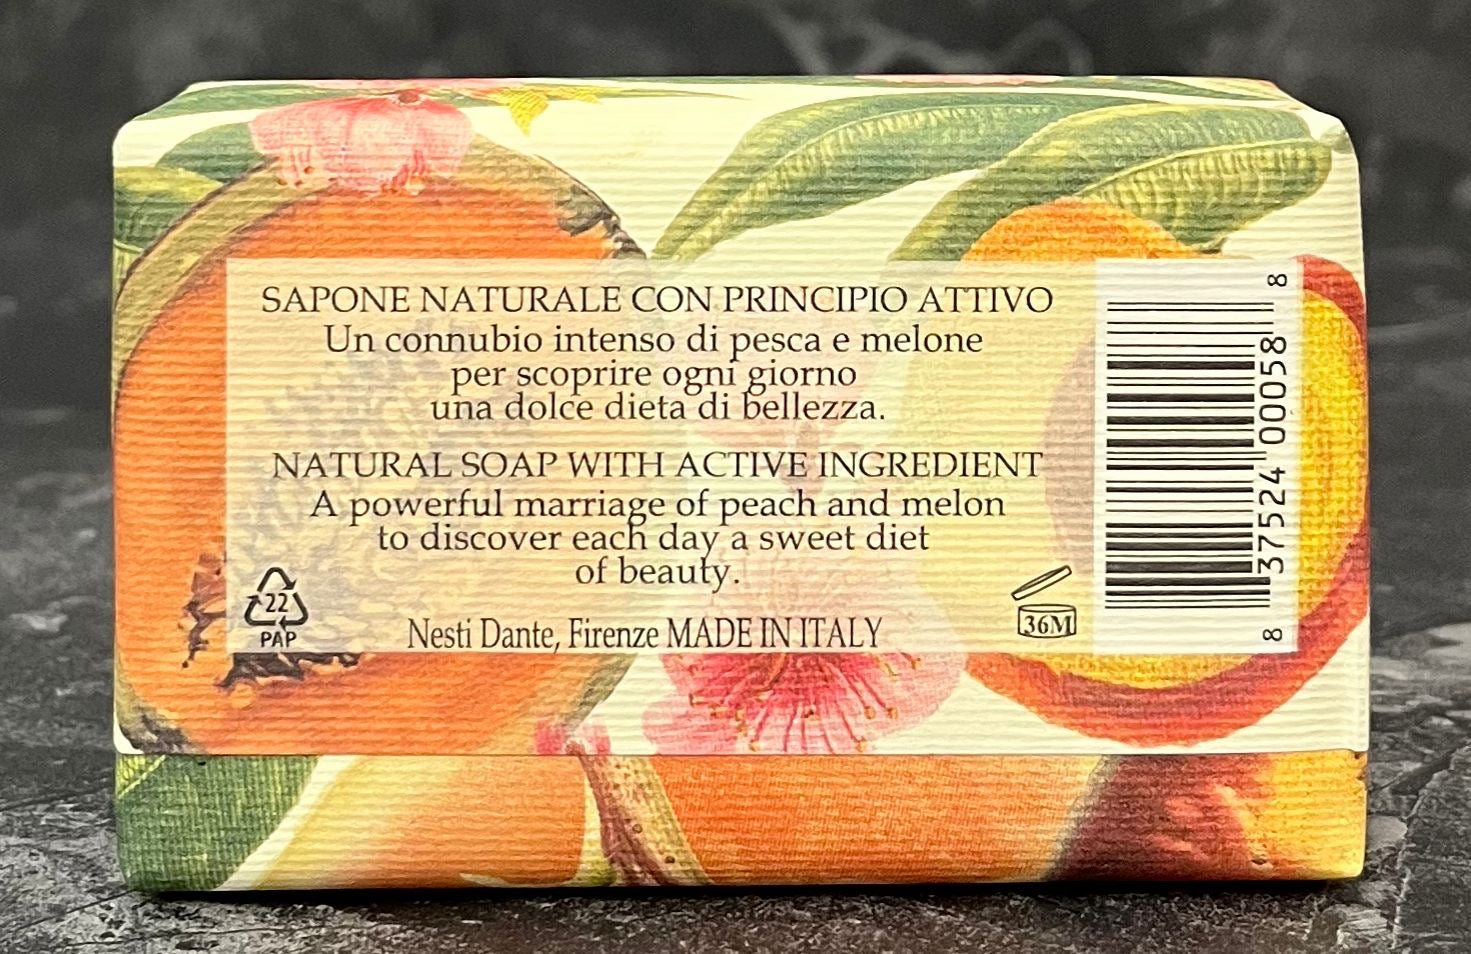 SAPONE NATURALE CON PRINCIPIO ATTIVO
Un connubio intenso di pesca e melone
per scoprire ogni giorno
una dolce dieta di bellezza.
NATURAL SOAP WITH ACTIVE INGREDIENT
A powerful marriage of peach and melon
to discover each day a sweet diet
of beauty.
22
PAP
Nesti Dante, Firenze MADE IN ITALY
36M
8 37524 00058 8